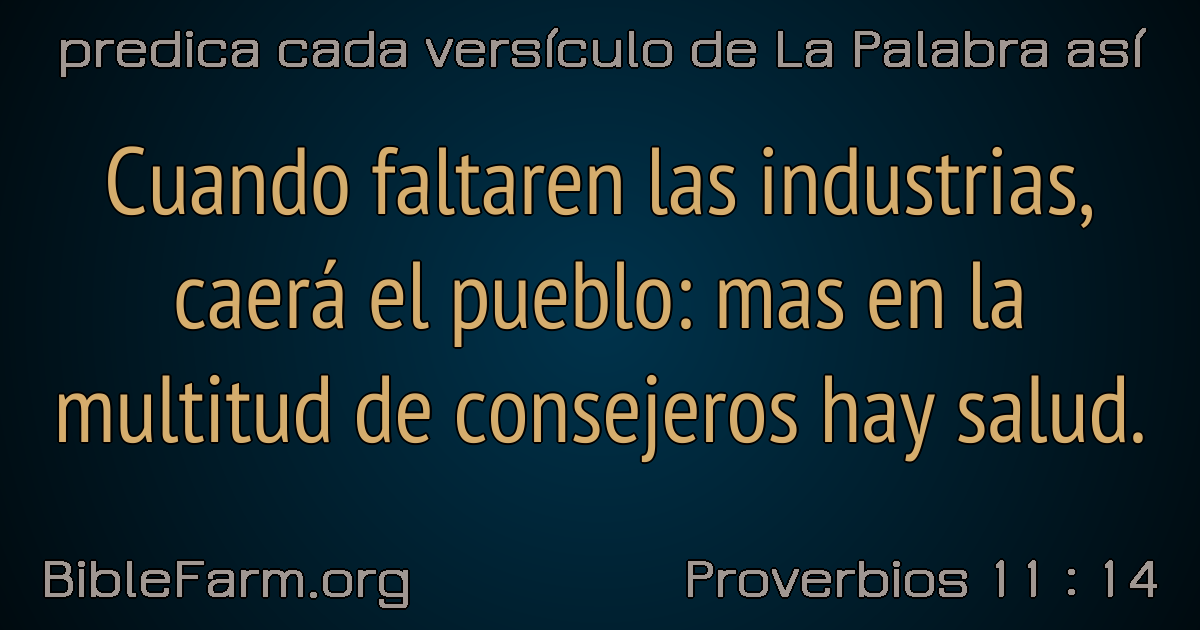 predica cada versículo de La Palabra así
Cuando faltaren las industrias,
caerá el pueblo: mas en la
multitud de consejeros hay salud.
BibleFarm.org
Proverbios 11 : 14